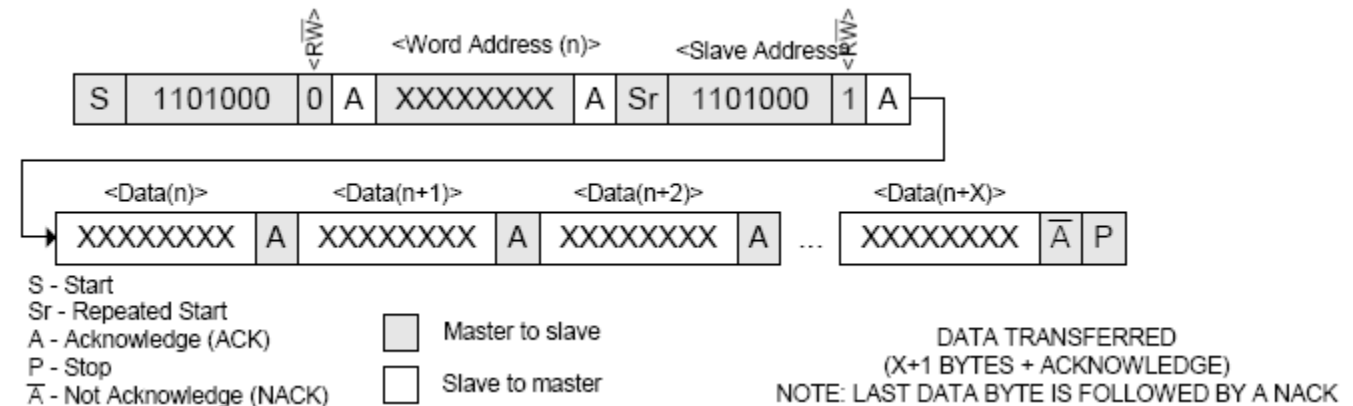 <RW> <Word Address (n)> <Slave Address> <RW>
S 1101000 0 A XXXXXXXX A Sr 1101000 1 A
<Data(n)> <Data(n+1)> <Data(n+2)> <Data(n+X)>
XXXXXXXX A XXXXXXXX A XXXXXXXX A ... XXXXXXXX A̅ P
S - Start
Sr - Repeated Start
A - Acknowledge (ACK)
P - Stop
A̅ - Not Acknowledge (NACK)
Master to slave
Slave to master
DATA TRANSFERRED
(X+1 BYTES + ACKNOWLEDGE)
NOTE: LAST DATA BYTE IS FOLLOWED BY A NACK